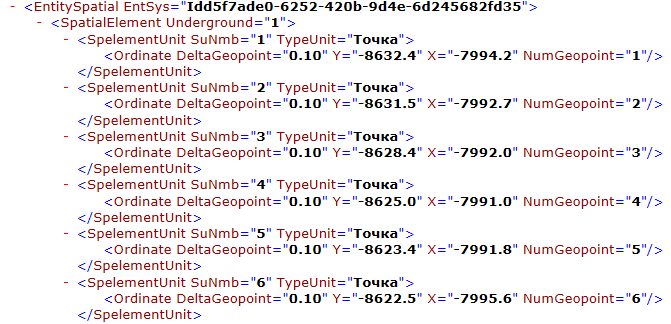 - <EntitySpatial EntSys="Idd5f7ade0-6252-420b-9d4e-6d245682fd35">
- <SpatialElement Underground="1">
- <SpelementUnit SuNmb="1" TypeUnit="Точка">
<Ordinate DeltaGeopoint="0.10" Y="-8632.4" X="-7994.2" NumGeopoint="1"/>
</SpelementUnit>
- <SpelementUnit SuNmb="2" TypeUnit="Точка">
<Ordinate DeltaGeopoint="0.10" Y="-8631.5" X="-7992.7" NumGeopoint="2"/>
</SpelementUnit>
- <SpelementUnit SuNmb="3" TypeUnit="Точка">
<Ordinate DeltaGeopoint="0.10" Y="-8628.4" X="-7992.0" NumGeopoint="3"/>
</SpelementUnit>
- <SpelementUnit SuNmb="4" TypeUnit="Точка">
<Ordinate DeltaGeopoint="0.10" Y="-8625.0" X="-7991.0" NumGeopoint="4"/>
</SpelementUnit>
- <SpelementUnit SuNmb="5" TypeUnit="Точка">
<Ordinate DeltaGeopoint="0.10" Y="-8623.4" X="-7991.8" NumGeopoint="5"/>
</SpelementUnit>
- <SpelementUnit SuNmb="6" TypeUnit="Точка">
<Ordinate DeltaGeopoint="0.10" Y="-8622.5" X="-7995.6" NumGeopoint="6"/>
</SpelementUnit>